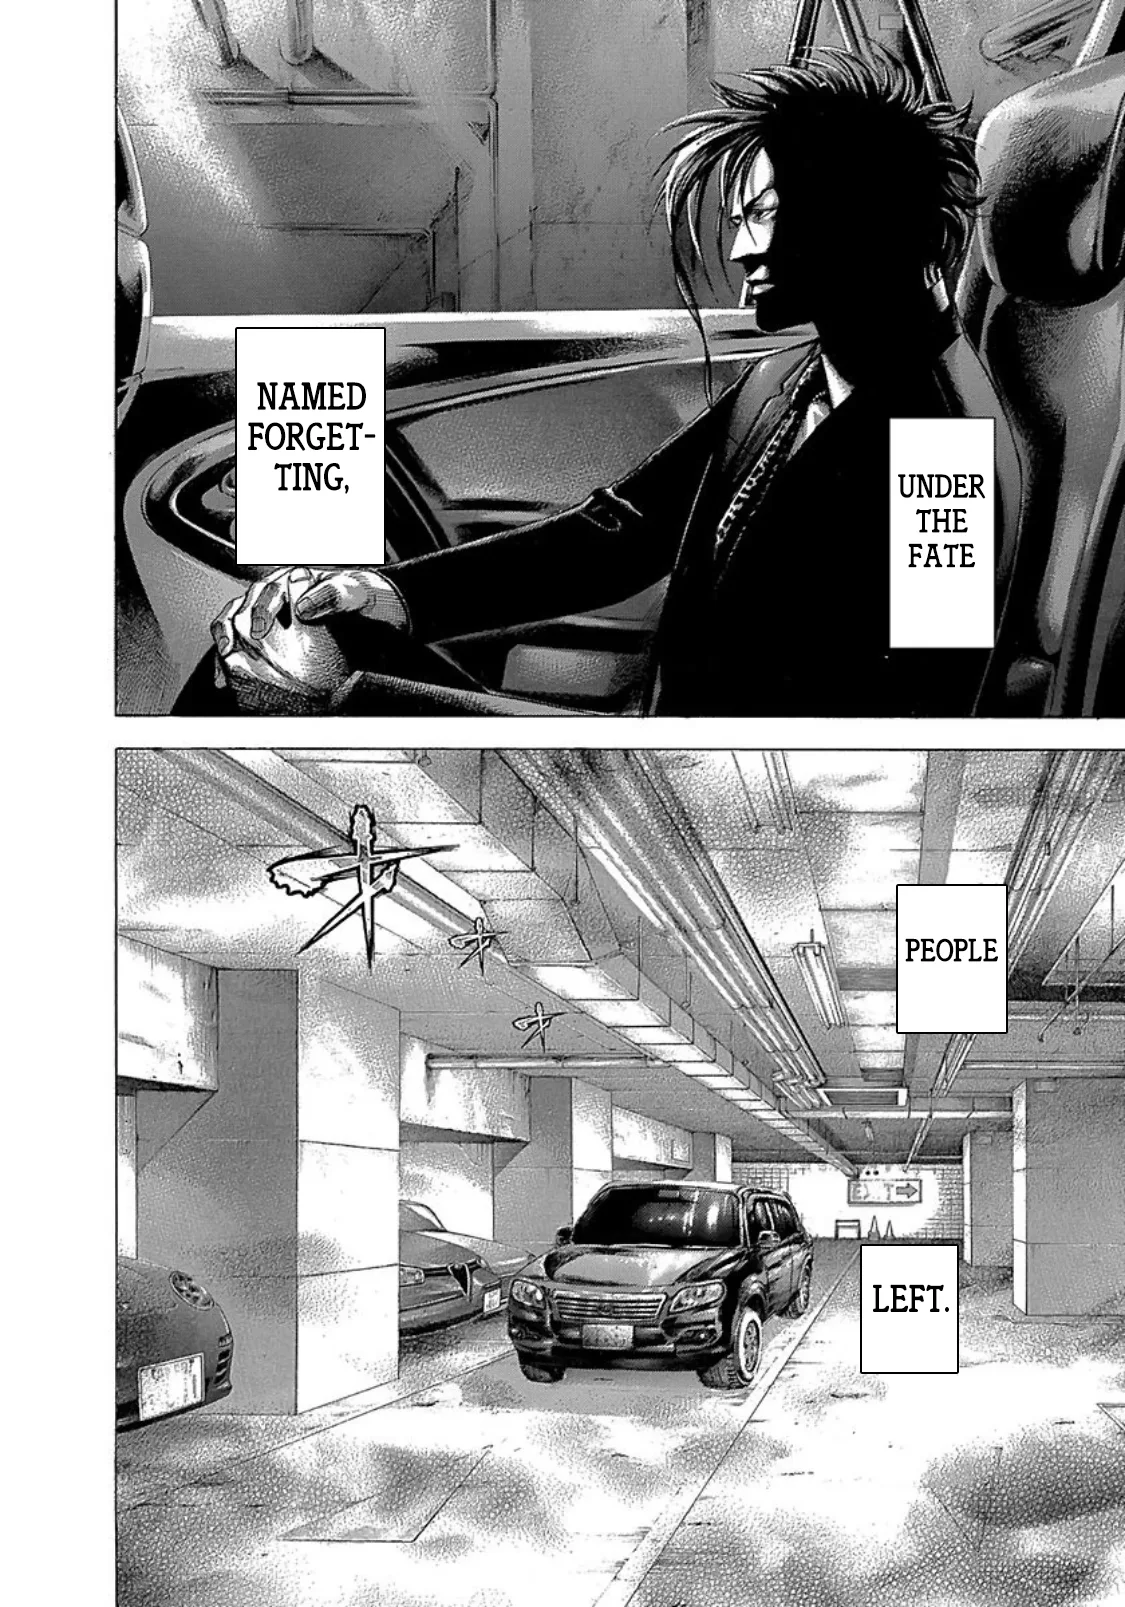 UNDER
THE
FATE
NAMED
FORGET-
TING,
PEOPLE
LEFT.
EXIT